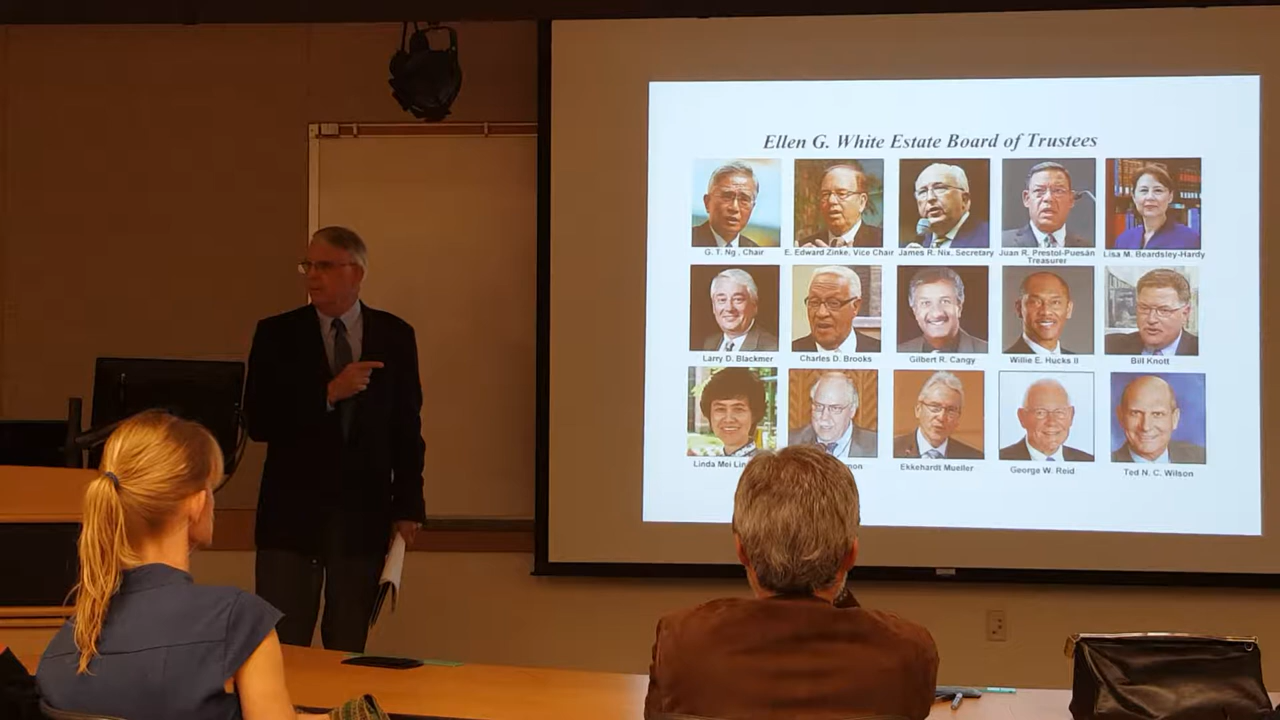 Ellen G. White Estate Board of Trustees
G. T. Ng , Chair
E. Edward Zinke, Vice Chair
James R. Nix, Secretary
Juan R. Prestol-Puesán
Treasurer
Lisa M. Beardsley-Hardy
Larry D. Blackmer
Charles D. Brooks
Gilbert R. Cangy
Willie E. Hucks II
Bill Knott
Linda Mei
Ekkehardt Mueller
George W. Reid
Ted N. C. Wilson